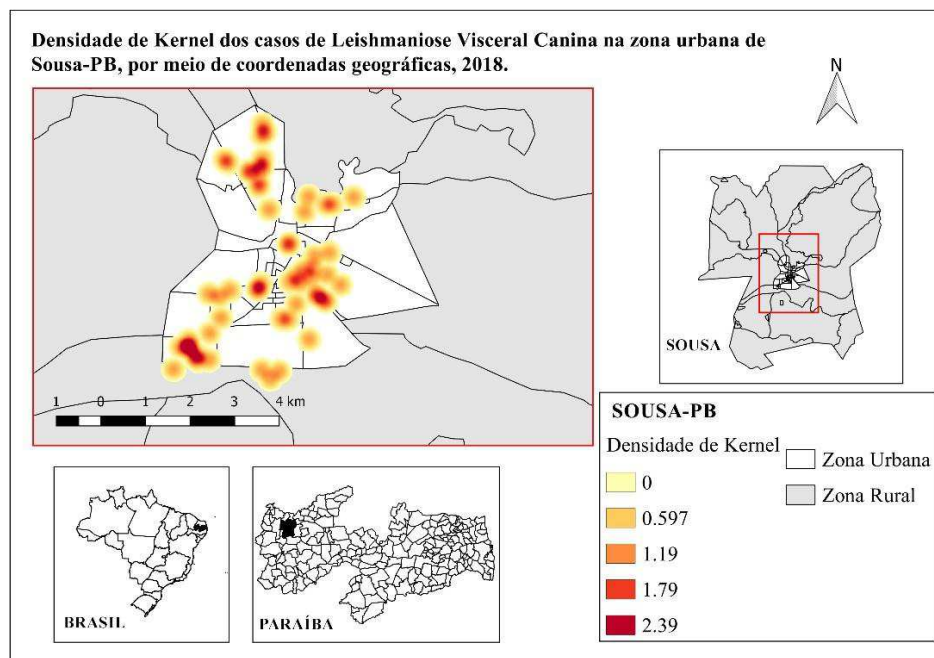 Densidade de Kernel dos casos de Leishmaniose Visceral Canina na zona urbana de
Sousa-PB, por meio de coordenadas geográficas, 2018.
N
1 0 1 2 3 4 km
SOUSA
BRASIL
PARAÍBA
SOUSA-PB
Densidade de Kernel
0
0.597
1.19
1.79
2.39
Zona Urbana
Zona Rural